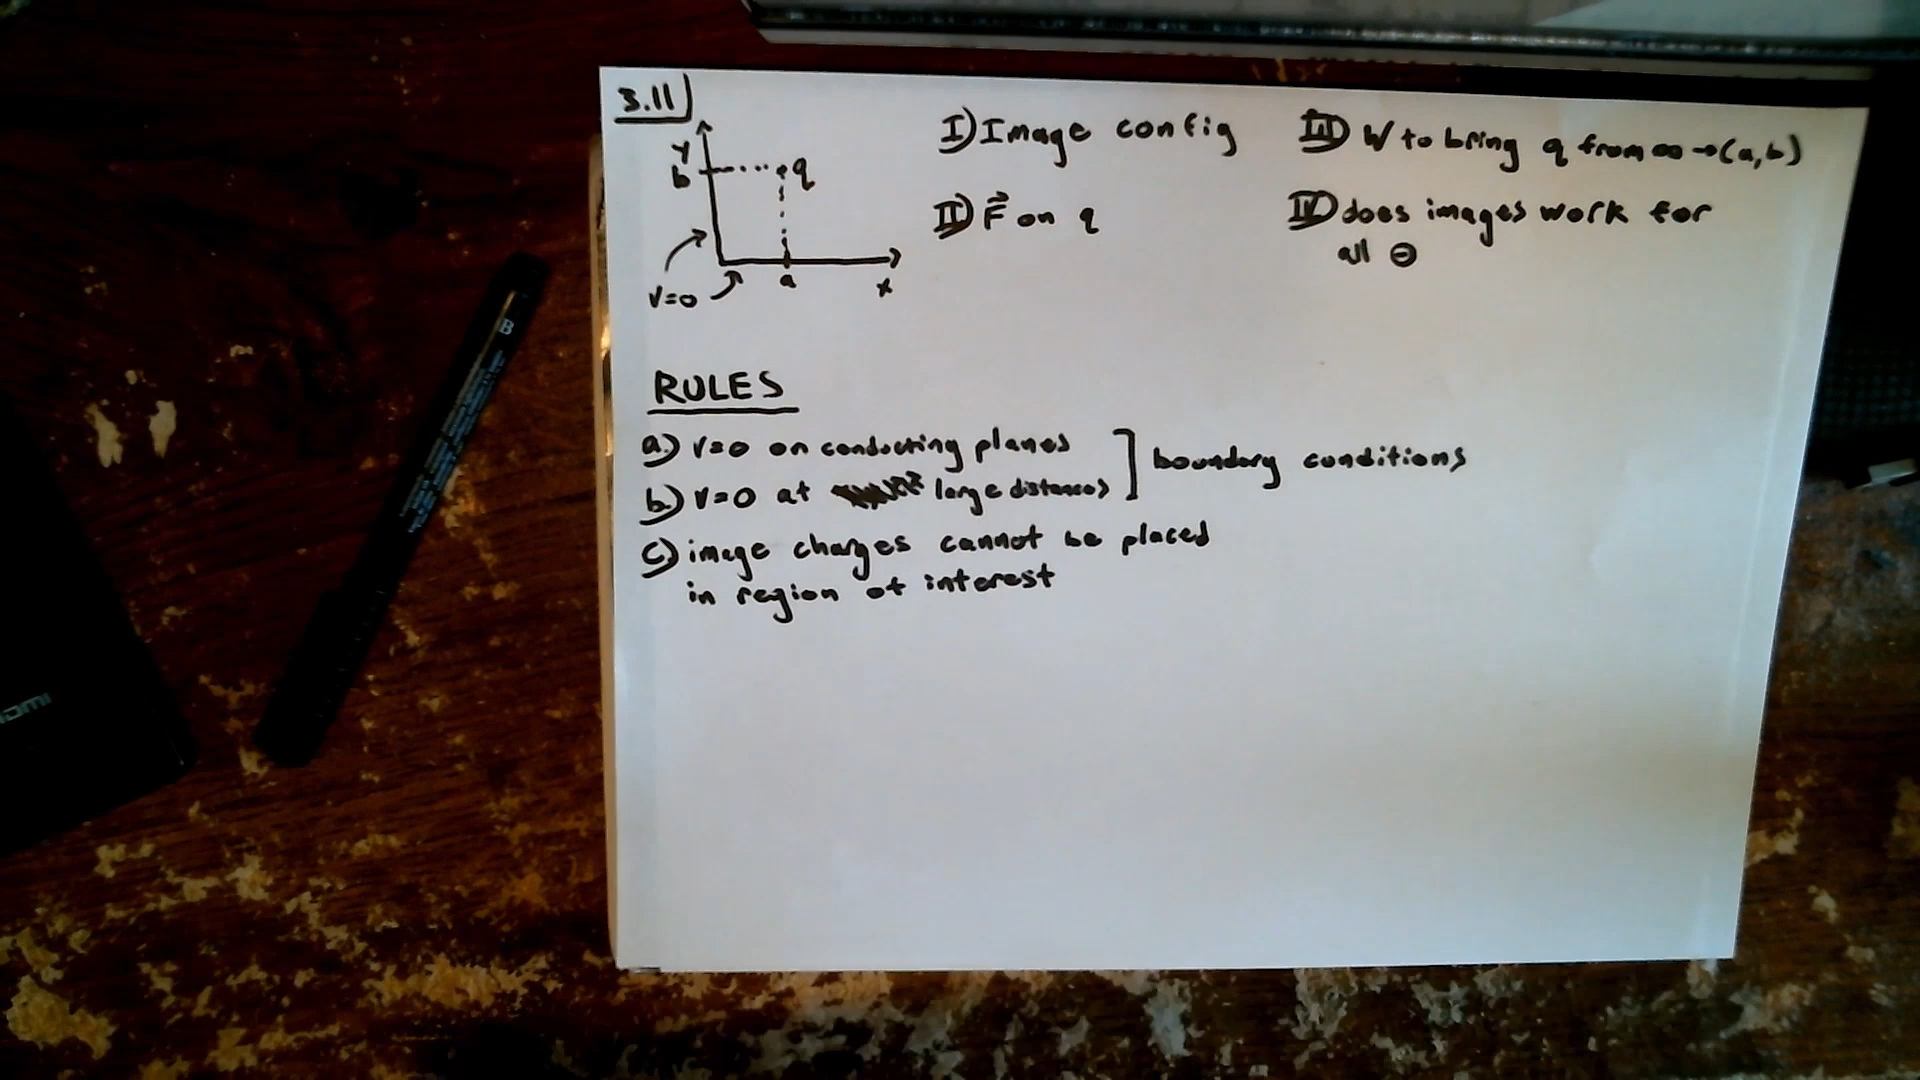 3.11
I) Image config
II) F⃗ on q
III) W to bring q from ∞→(a,b)
IV) does images work for
all Θ
y
b
q
a
x
V=0
RULES
a.) V=0 on conducting planes
b.) V=0 at large distances
] boundary conditions
c.) image charges cannot be placed
in region of interest
B